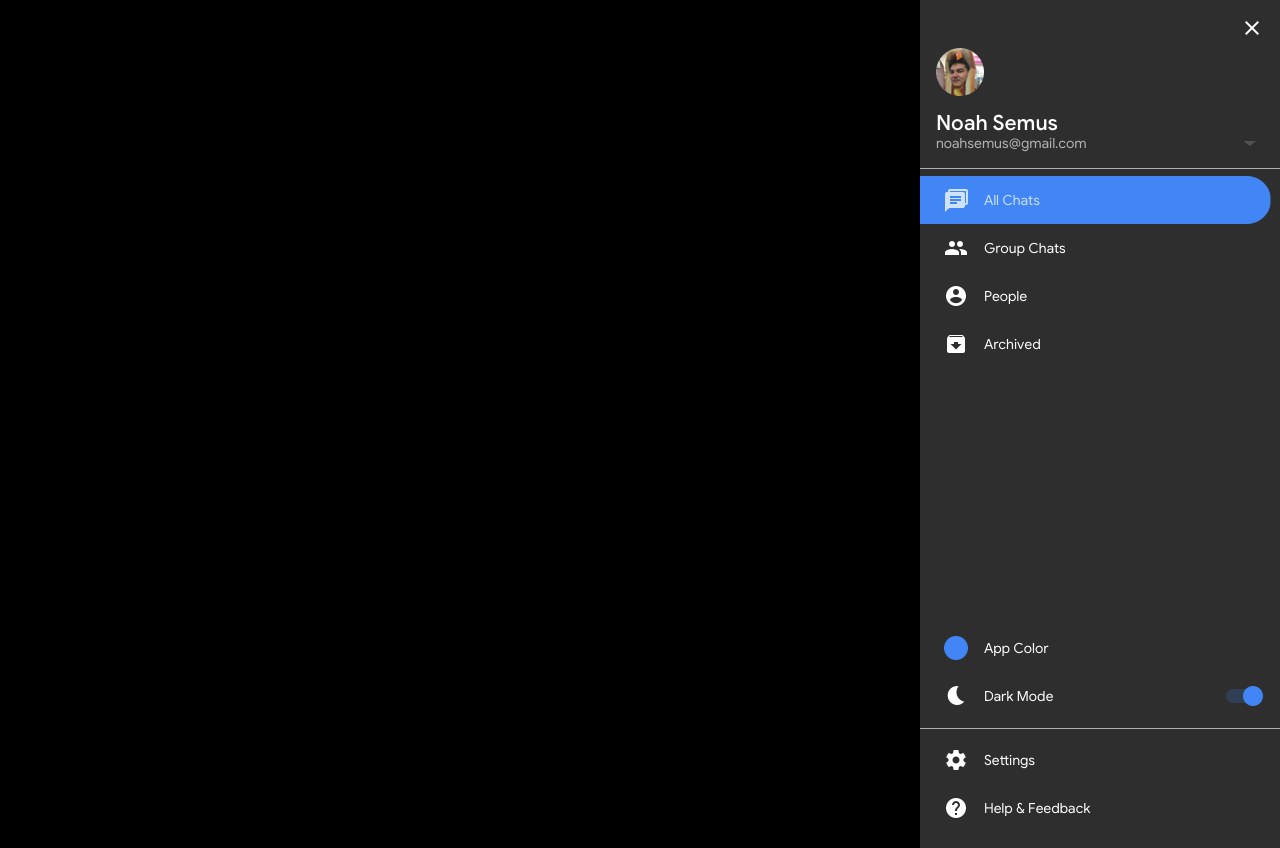 Noah Semus
noahsemus@gmail.com
All Chats
Group Chats
People
Archived
App Color
Dark Mode
Settings
Help & Feedback